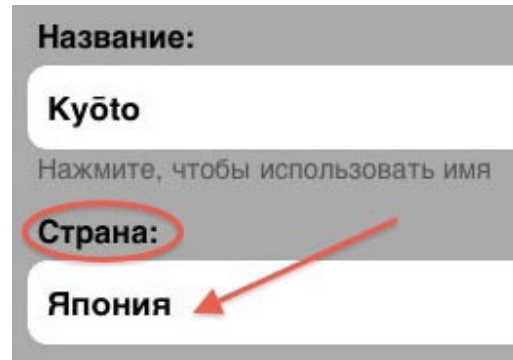 Название:
Kyōto
Нажмите, чтобы использовать имя
Страна:
Япония